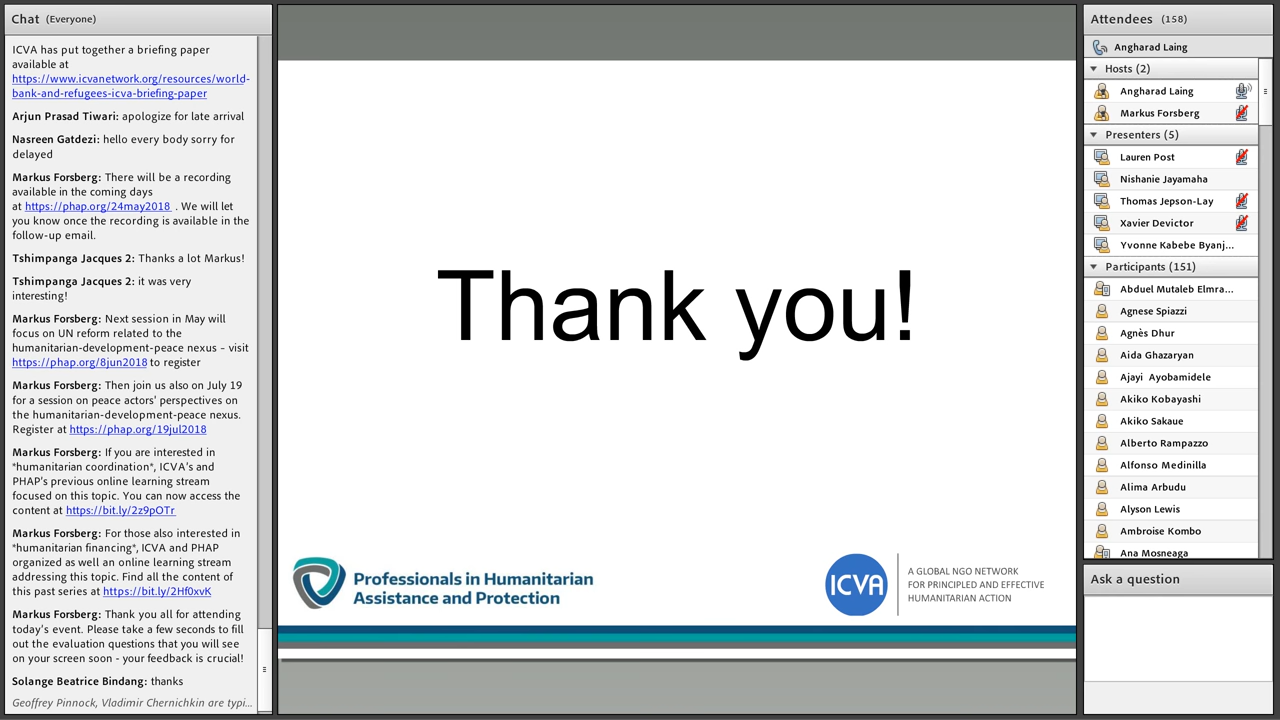 Chat (Everyone)
ICVA has put together a briefing paper
available at
https://www.icvanetwork.org/resources/world-
bank-and-refugees-icva-briefing-paper
Arjun Prasad Tiwari: apologize for late arrival
Nasreen Gatdezi: hello every body sorry for
delayed
Markus Forsberg: There will be a recording
available in the coming days
at https://phap.org/24may2018 . We will let
you know once the recording is available in the
follow-up email.
Tshimpanga Jacques 2: Thanks a lot Markus!
Tshimpanga Jacques 2: it was very
interesting!
Markus Forsberg: Next session in May will
focus on UN reform related to the
humanitarian-development-peace nexus - visit
https://phap.org/8jun2018 to register
Markus Forsberg: Then join us also on July 19
for a session on peace actors' perspectives on
the humanitarian-development-peace nexus.
Register at https://phap.org/19jul2018
Markus Forsberg: If you are interested in
*humanitarian coordination*, ICVA's and
PHAP's previous online learning stream
focused on this topic. You can now access the
content at https://bit.ly/2z9pOTr
Markus Forsberg: For those also interested in
*humanitarian financing*, ICVA and PHAP
organized as well an online learning stream
addressing this topic. Find all the content of
this past series at https://bit.ly/2Hf0xvK
Markus Forsberg: Thank you all for attending
today's event. Please take a few seconds to fill
out the evaluation questions that you will see
on your screen soon - your feedback is crucial!
Solange Beatrice Bindang: thanks
Geoffrey Pinnock, Vladimir Chernichkin are typi...
Thank you!
Professionals in Humanitarian
Assistance and Protection
ICVA
A GLOBAL NGO NETWORK
FOR PRINCIPLED AND EFFECTIVE
HUMANITARIAN ACTION
Attendees (158)
Angharad Laing
Hosts (2)
Angharad Laing
Markus Forsberg
Presenters (5)
Lauren Post
Nishanie Jayamaha
Thomas Jepson-Lay
Xavier Devictor
Yvonne Kabebe Byanj...
Participants (151)
Abduel Mutaleb Elmra...
Agnese Spiazzi
Agnès Dhur
Aida Ghazaryan
Ajayi Ayobamidele
Akiko Kobayashi
Akiko Sakaue
Alberto Rampazzo
Alfonso Medinilla
Alima Arbudu
Alyson Lewis
Ambroise Kombo
Ana Mosneaga
Ask a question